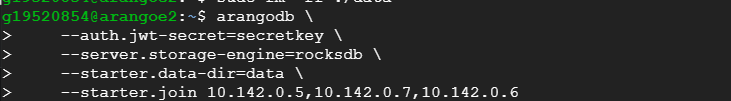 g19520854@arangoe2:~$ arangodb \
>     --auth.jwt-secret=secretkey \
>     --server.storage-engine=rocksdb \
>     --starter.data-dir=data \
>     --starter.join 10.142.0.5,10.142.0.7,10.142.0.6